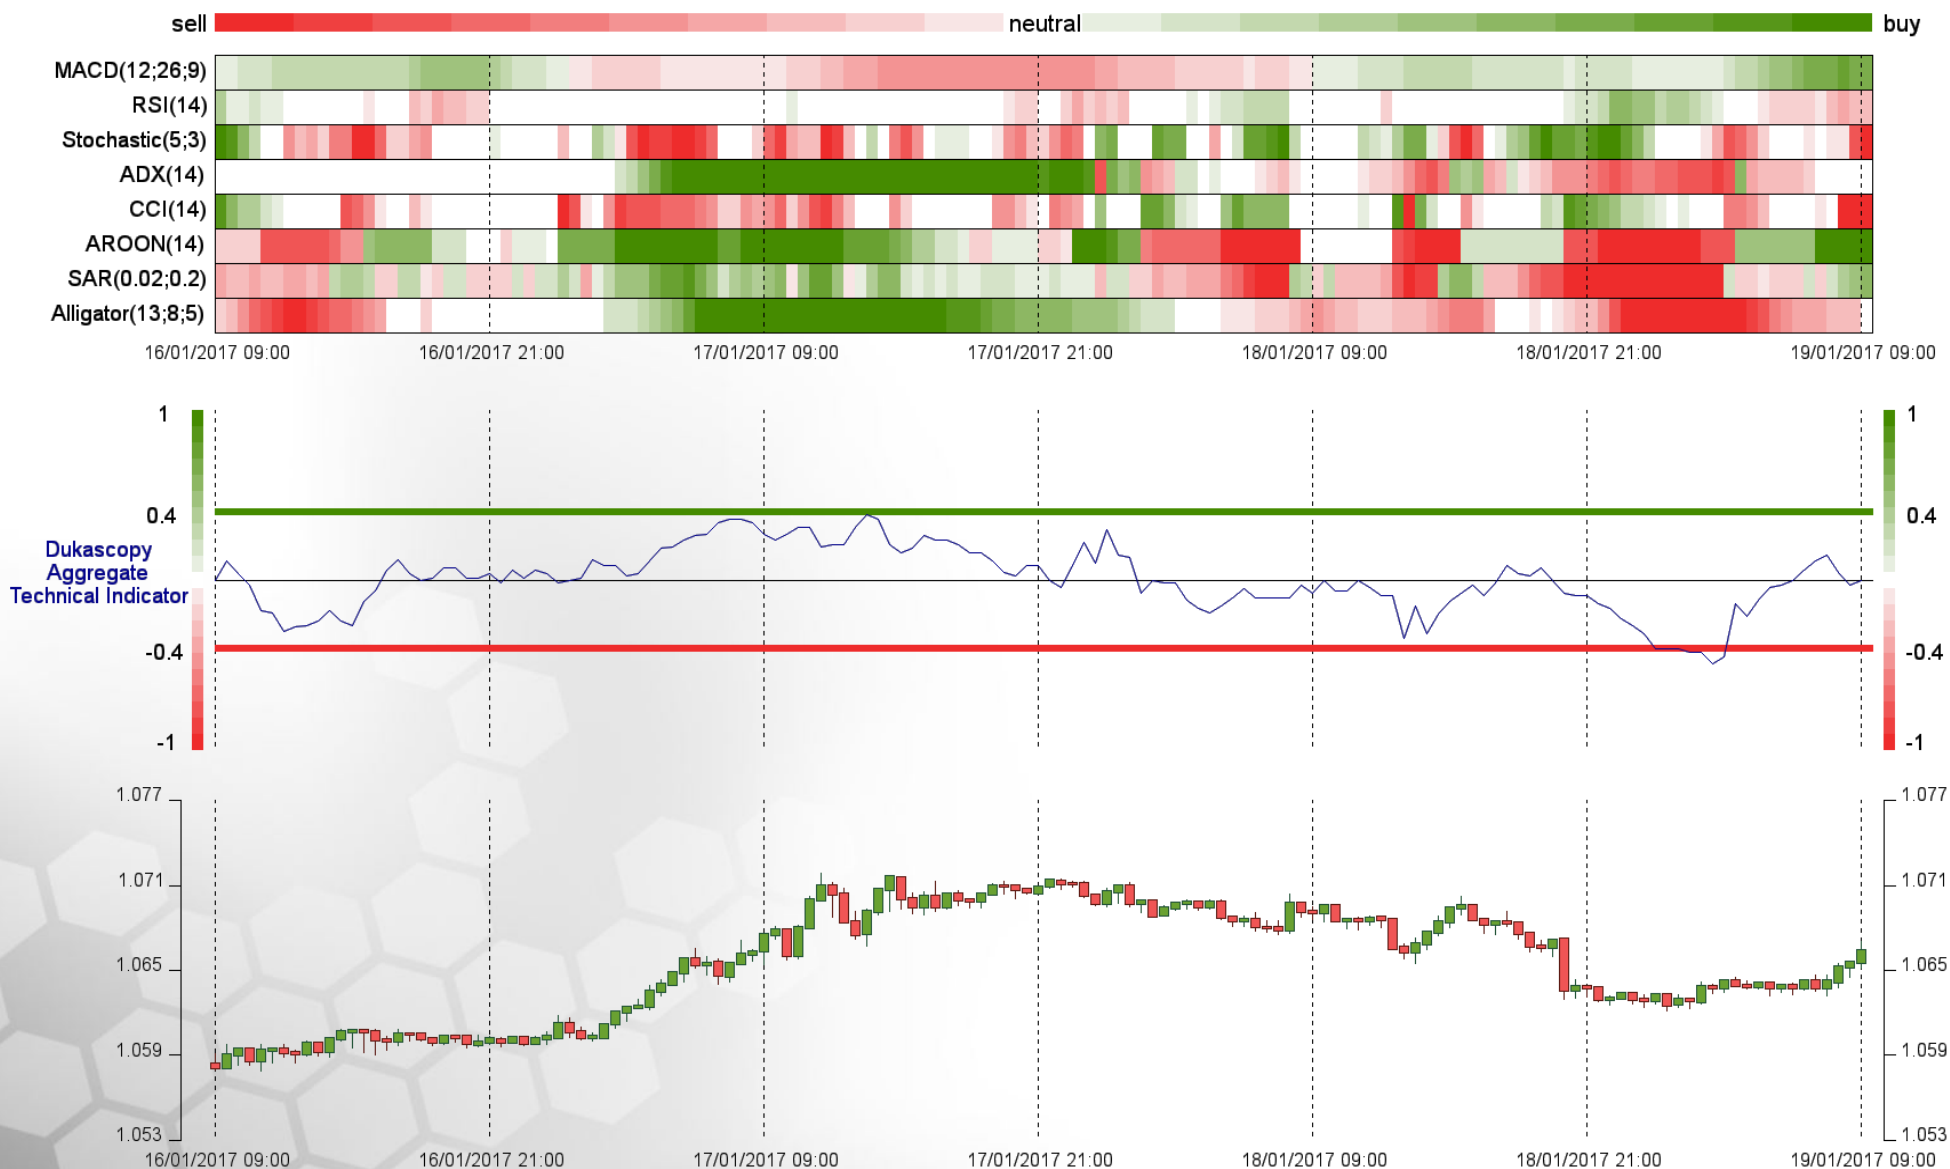 sell neutral buy
MACD(12;26;9)
RSI(14)
Stochastic(5;3)
ADX(14)
CCI(14)
AROON(14)
SAR(0.02;0.2)
Alligator(13;8;5)
16/01/2017 09:00 16/01/2017 21:00 17/01/2017 09:00 17/01/2017 21:00 18/01/2017 09:00 18/01/2017 21:00 19/01/2017 09:00
1 1
0.4 0.4
Dukascopy
Aggregate
Technical Indicator
-0.4 -0.4
-1 -1
1.077 1.077
1.071 1.071
1.065 1.065
1.059 1.059
1.053 1.053
16/01/2017 09:00 16/01/2017 21:00 17/01/2017 09:00 17/01/2017 21:00 18/01/2017 09:00 18/01/2017 21:00 19/01/2017 09:00